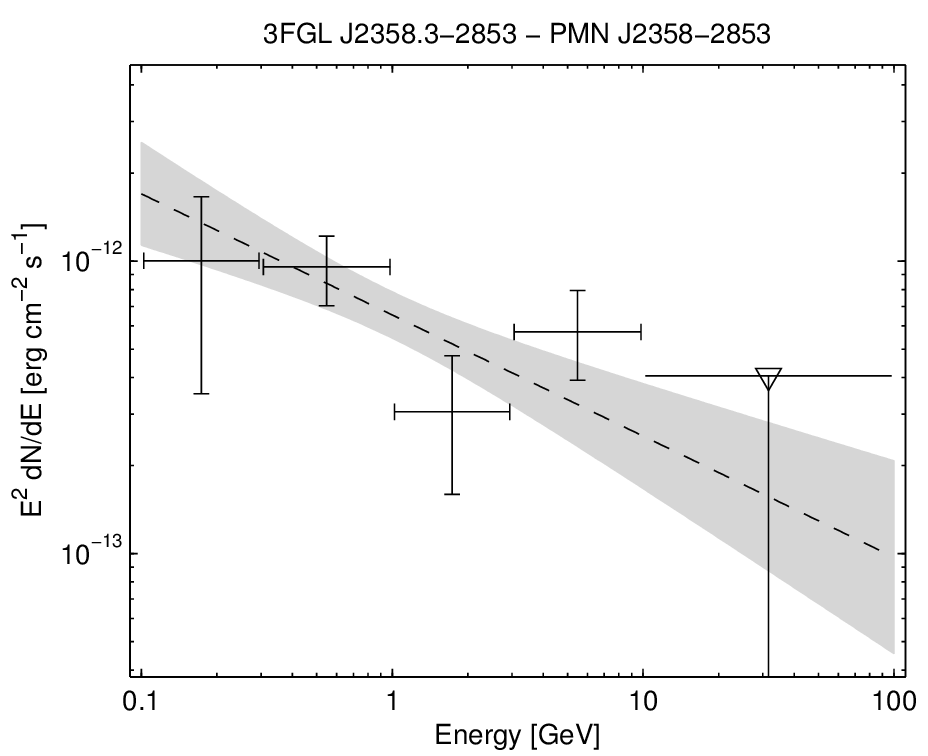 3FGL J2358.3−2853 − PMN J2358−2853
E² dN/dE [erg cm⁻² s⁻¹]
10⁻¹²
10⁻¹³
0.1 1 10 100
Energy [GeV]